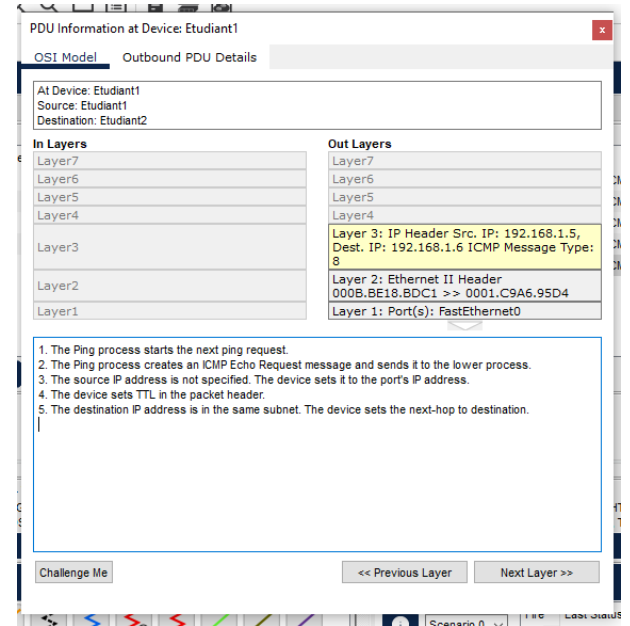 PDU Information at Device: Etudiant1
x
OSI Model Outbound PDU Details
At Device: Etudiant1
Source: Etudiant1
Destination: Etudiant2
In Layers
Layer7
Layer6
Layer5
Layer4
Layer3
Layer2
Layer1
Out Layers
Layer7
Layer6
Layer5
Layer4
Layer 3: IP Header Src. IP: 192.168.1.5,
Dest. IP: 192.168.1.6 ICMP Message Type:
8
Layer 2: Ethernet II Header
000B.BE18.BDC1 >> 0001.C9A6.95D4
Layer 1: Port(s): FastEthernet0
1. The Ping process starts the next ping request.
2. The Ping process creates an ICMP Echo Request message and sends it to the lower process.
3. The source IP address is not specified. The device sets it to the port's IP address.
4. The device sets TTL in the packet header.
5. The destination IP address is in the same subnet. The device sets the next-hop to destination.
Challenge Me
<< Previous Layer
Next Layer >>
Scenario 0
Fire Last Status